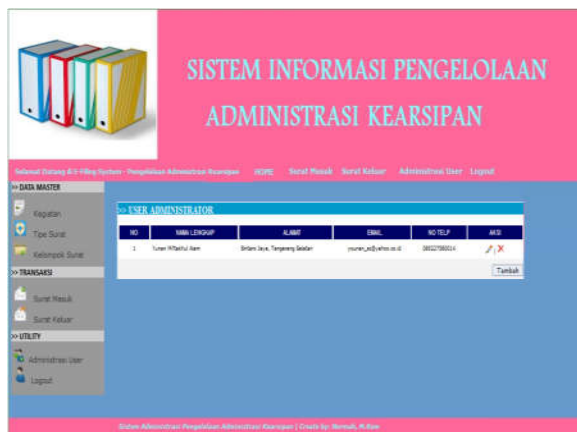 SISTEM INFORMASI PENGELOLAAN
ADMINISTRASI KEARSIPAN
Selamat Datang di E-Filing System - Pengelolaan Administrasi Kearsipan HOME Surat Masuk Surat Keluar Administrasi User Logout
>> DATA MASTER
Kegiatan
Tipe Surat
Kelompok Surat
>> TRANSAKSI
Surat Masuk
Surat Keluar
>> UTILITY
Administrasi User
Logout
>> USER ADMINISTRATOR
NO NAMA LENGKAP ALAMAT EMAIL NO TELP AKSI
1 Yunan Miftakhul Bintaro Jaya, Tangerang Selatan
Tambah
Sistem Administrasi Pengelolaan Administrasi Kearsipan | Create by: